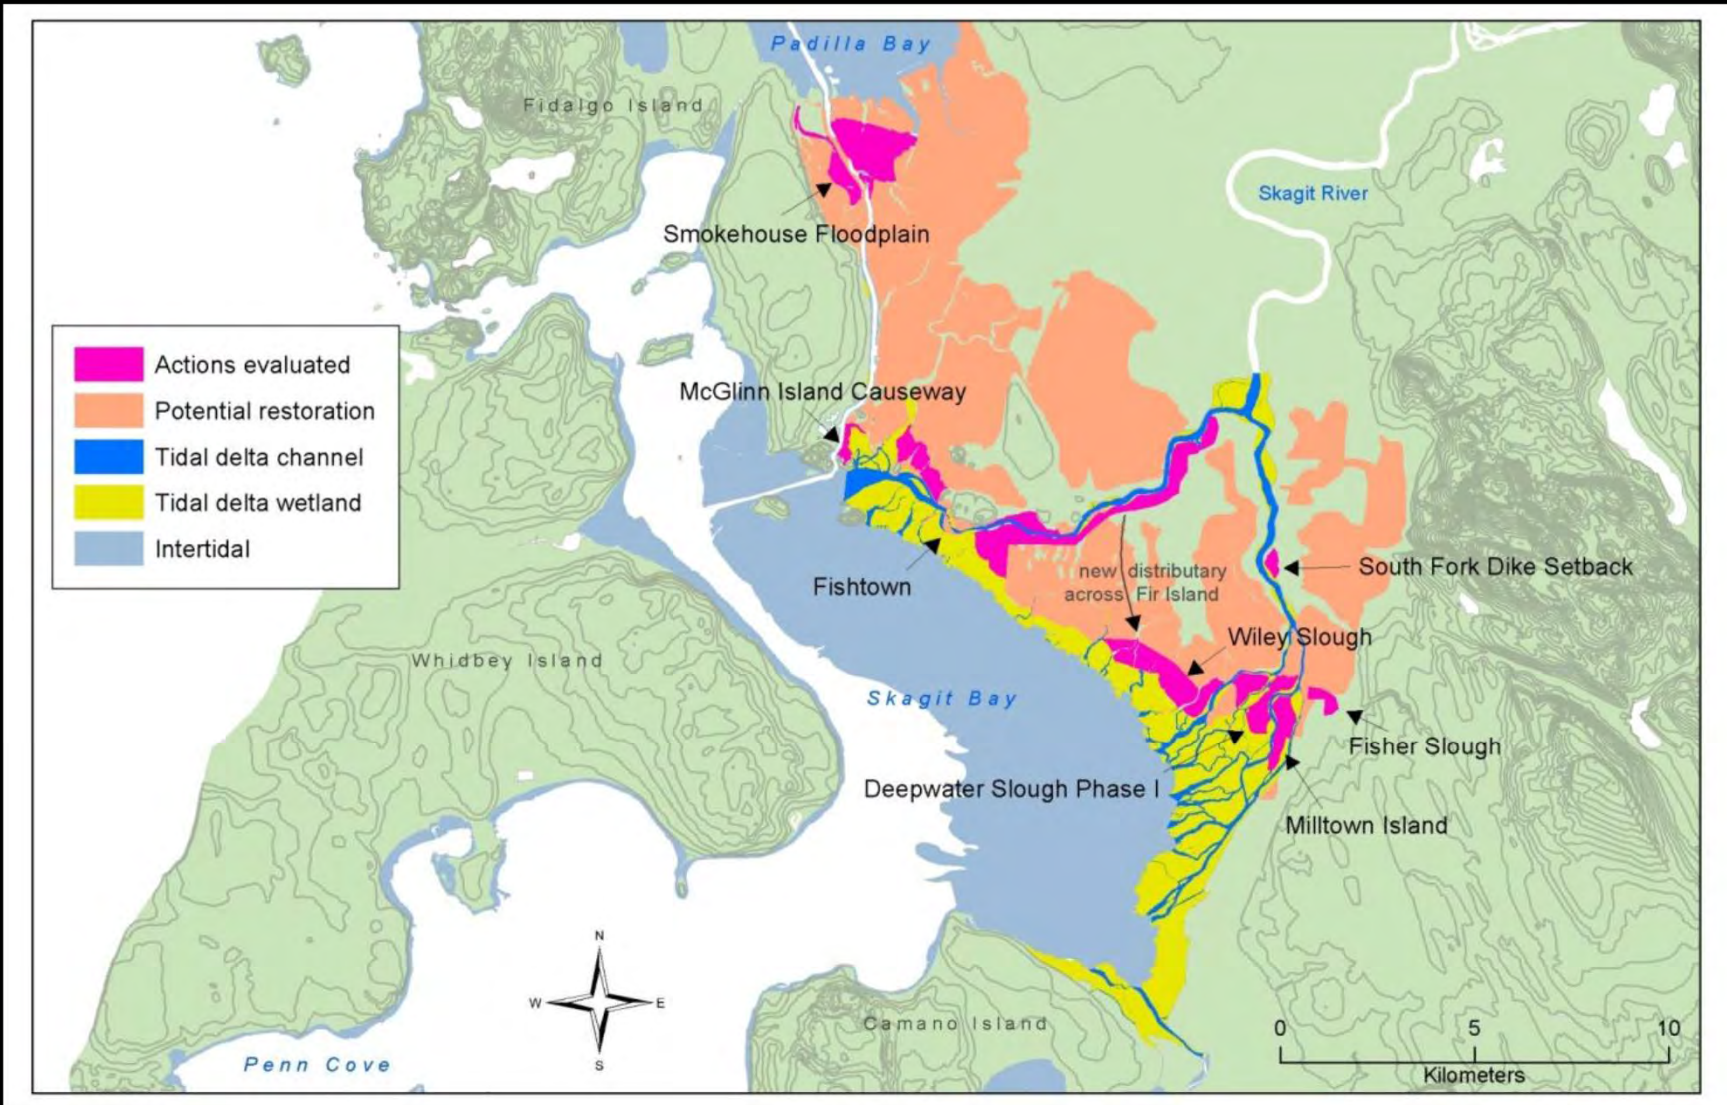 Padilla Bay
Fidalgo Island
Skagit River
Smokehouse Floodplain
Actions evaluated
Potential restoration
Tidal delta channel
Tidal delta wetland
Intertidal
McGlinn Island Causeway
Fishtown
new distributary
across Fir Island
South Fork Dike Setback
Wiley Slough
Whidbey Island
Skagit Bay
Fisher Slough
Deepwater Slough Phase I
Milltown Island
N
W E
S
Camano Island
Penn Cove
0 5 10
Kilometers